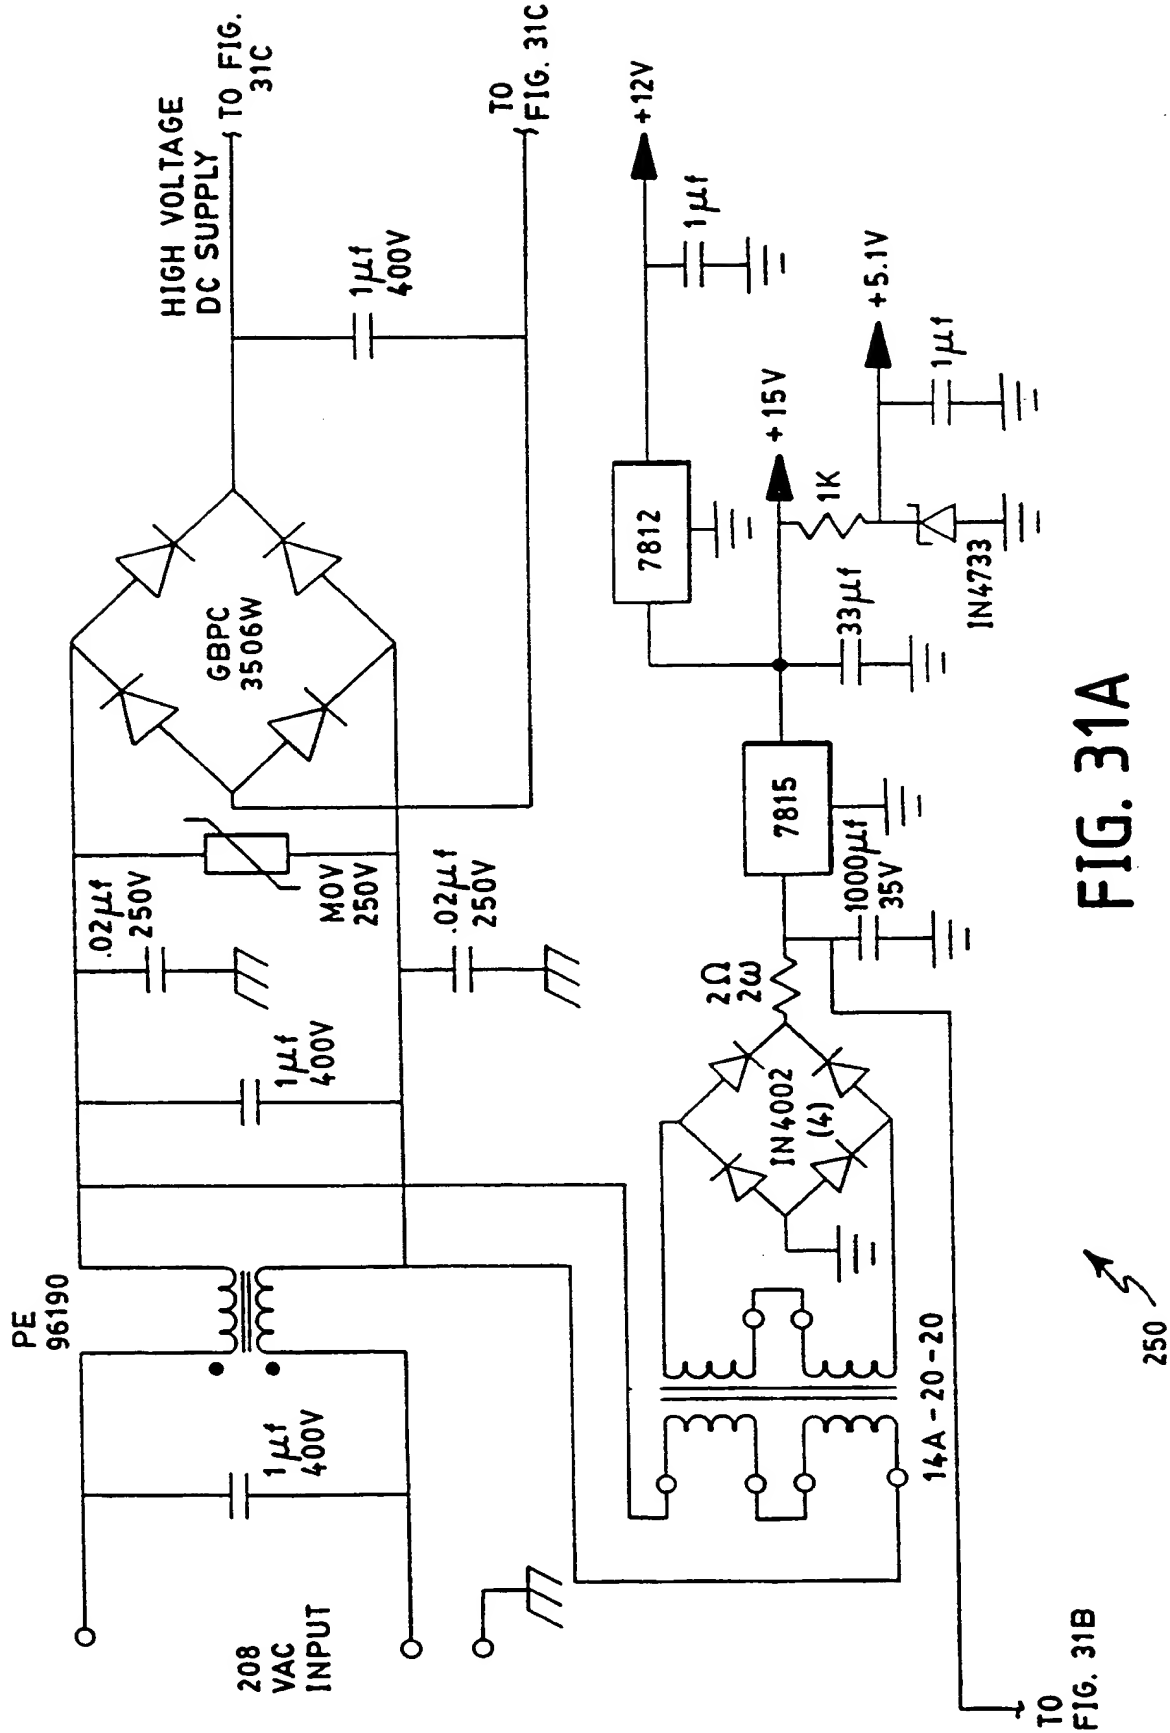 208
VAC
INPUT
1µf
400V
PE
96190
1µf
400V
.02µf
250V
.02µf
250V
MOV
250V
GBPC
3506W
HIGH VOLTAGE
DC SUPPLY
1µf
400V
TO FIG.
31C
TO
FIG. 31C
14A-20-20
IN4002
(4)
2Ω
2ω
1000µf
35V
7815
33µf
7812
1µf
+12V
+15V
1K
IN4733
1µf
+5.1V
TO
FIG. 31B
250
FIG. 31A